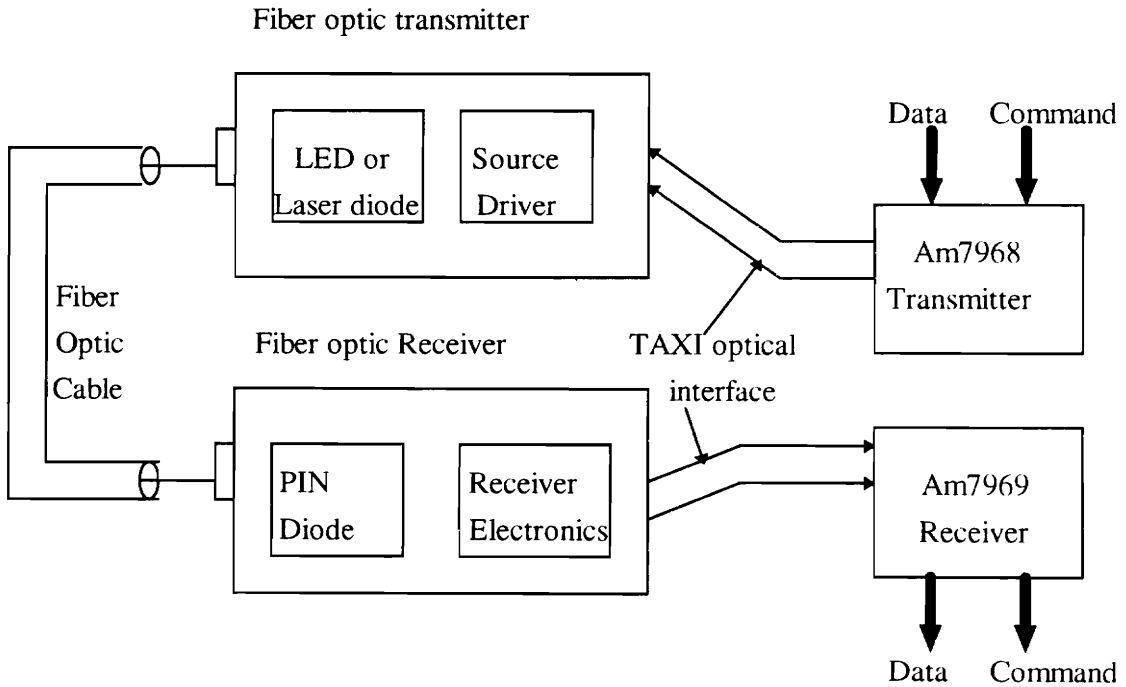 Fiber optic transmitter
LED or
Laser diode
Source
Driver
Data
Command
Am7968
Transmitter
Fiber
Optic
Cable
Fiber optic Receiver
TAXI optical
interface
PIN
Diode
Receiver
Electronics
Am7969
Receiver
Data
Command